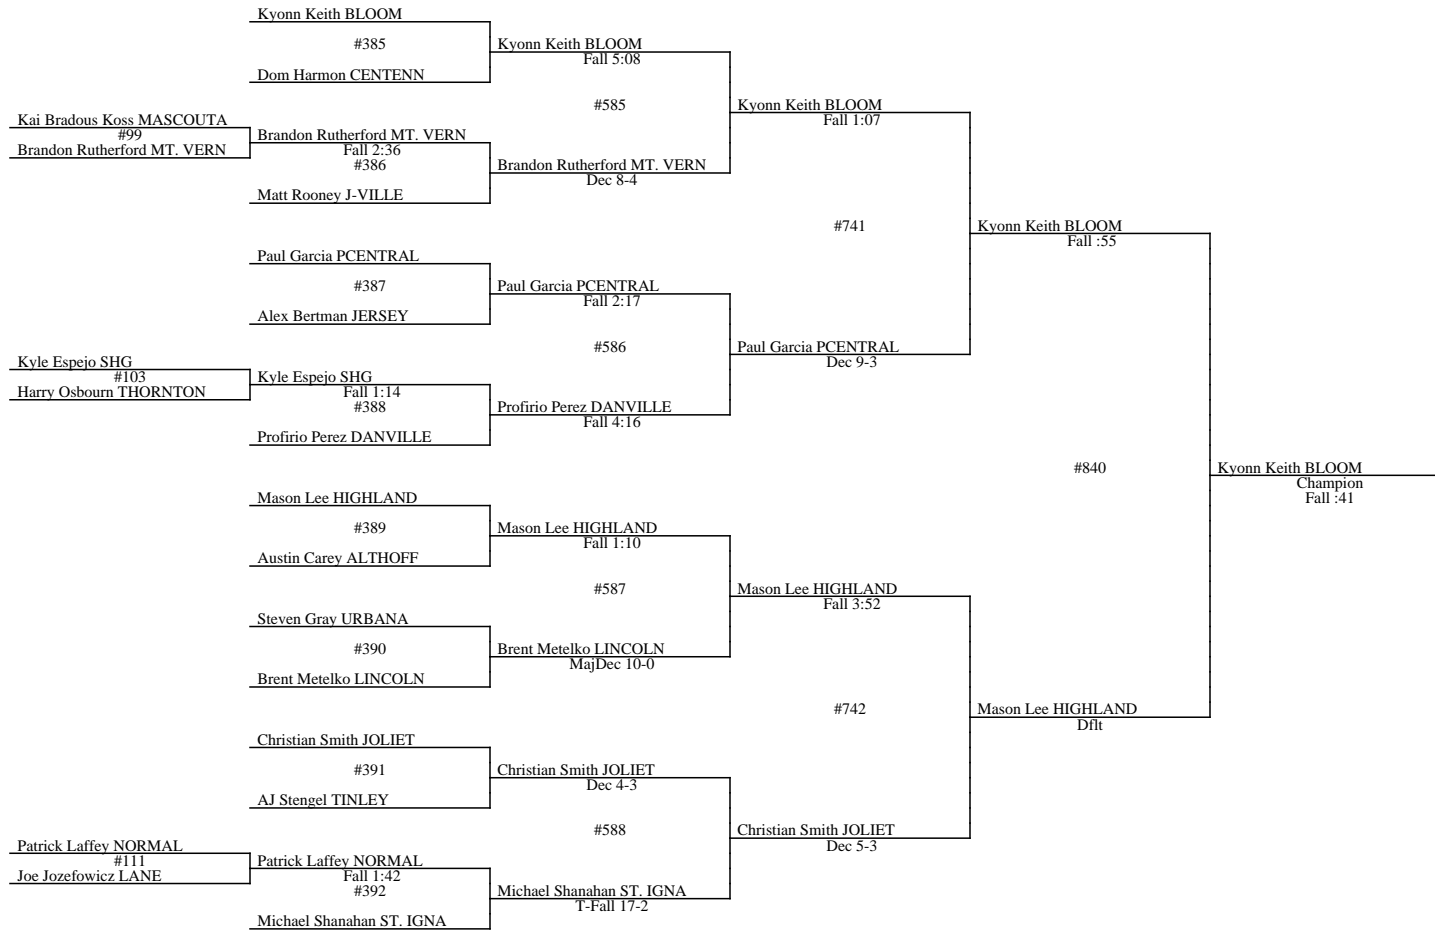 Kyonn Keith BLOOM
#385
Kyonn Keith BLOOM
Fall 5:08
Dom Harmon CENTENN
#585
Kyonn Keith BLOOM
Fall 1:07
Kai Bradous Koss MASCOUTA
#99
Brandon Rutherford MT. VERN
Brandon Rutherford MT. VERN
Fall 2:36
#386
Brandon Rutherford MT. VERN
Dec 8-4
Matt Rooney J-VILLE
#741
Kyonn Keith BLOOM
Fall :55
Paul Garcia PCENTRAL
#387
Paul Garcia PCENTRAL
Fall 2:17
Alex Bertman JERSEY
#586
Paul Garcia PCENTRAL
Dec 9-3
Kyle Espejo SHG
#103
Harry Osbourn THORNTON
Kyle Espejo SHG
Fall 1:14
#388
Profirio Perez DANVILLE
Fall 4:16
Profirio Perez DANVILLE
#840
Kyonn Keith BLOOM
Champion
Fall :41
Mason Lee HIGHLAND
#389
Mason Lee HIGHLAND
Fall 1:10
Austin Carey ALTHOFF
#587
Mason Lee HIGHLAND
Fall 3:52
Steven Gray URBANA
#390
Brent Metelko LINCOLN
MajDec 10-0
Brent Metelko LINCOLN
#742
Mason Lee HIGHLAND
Dflt
Christian Smith JOLIET
#391
Christian Smith JOLIET
Dec 4-3
AJ Stengel TINLEY
#588
Christian Smith JOLIET
Dec 5-3
Patrick Laffey NORMAL
#111
Joe Jozefowicz LANE
Patrick Laffey NORMAL
Fall 1:42
#392
Michael Shanahan ST. IGNA
T-Fall 17-2
Michael Shanahan ST. IGNA